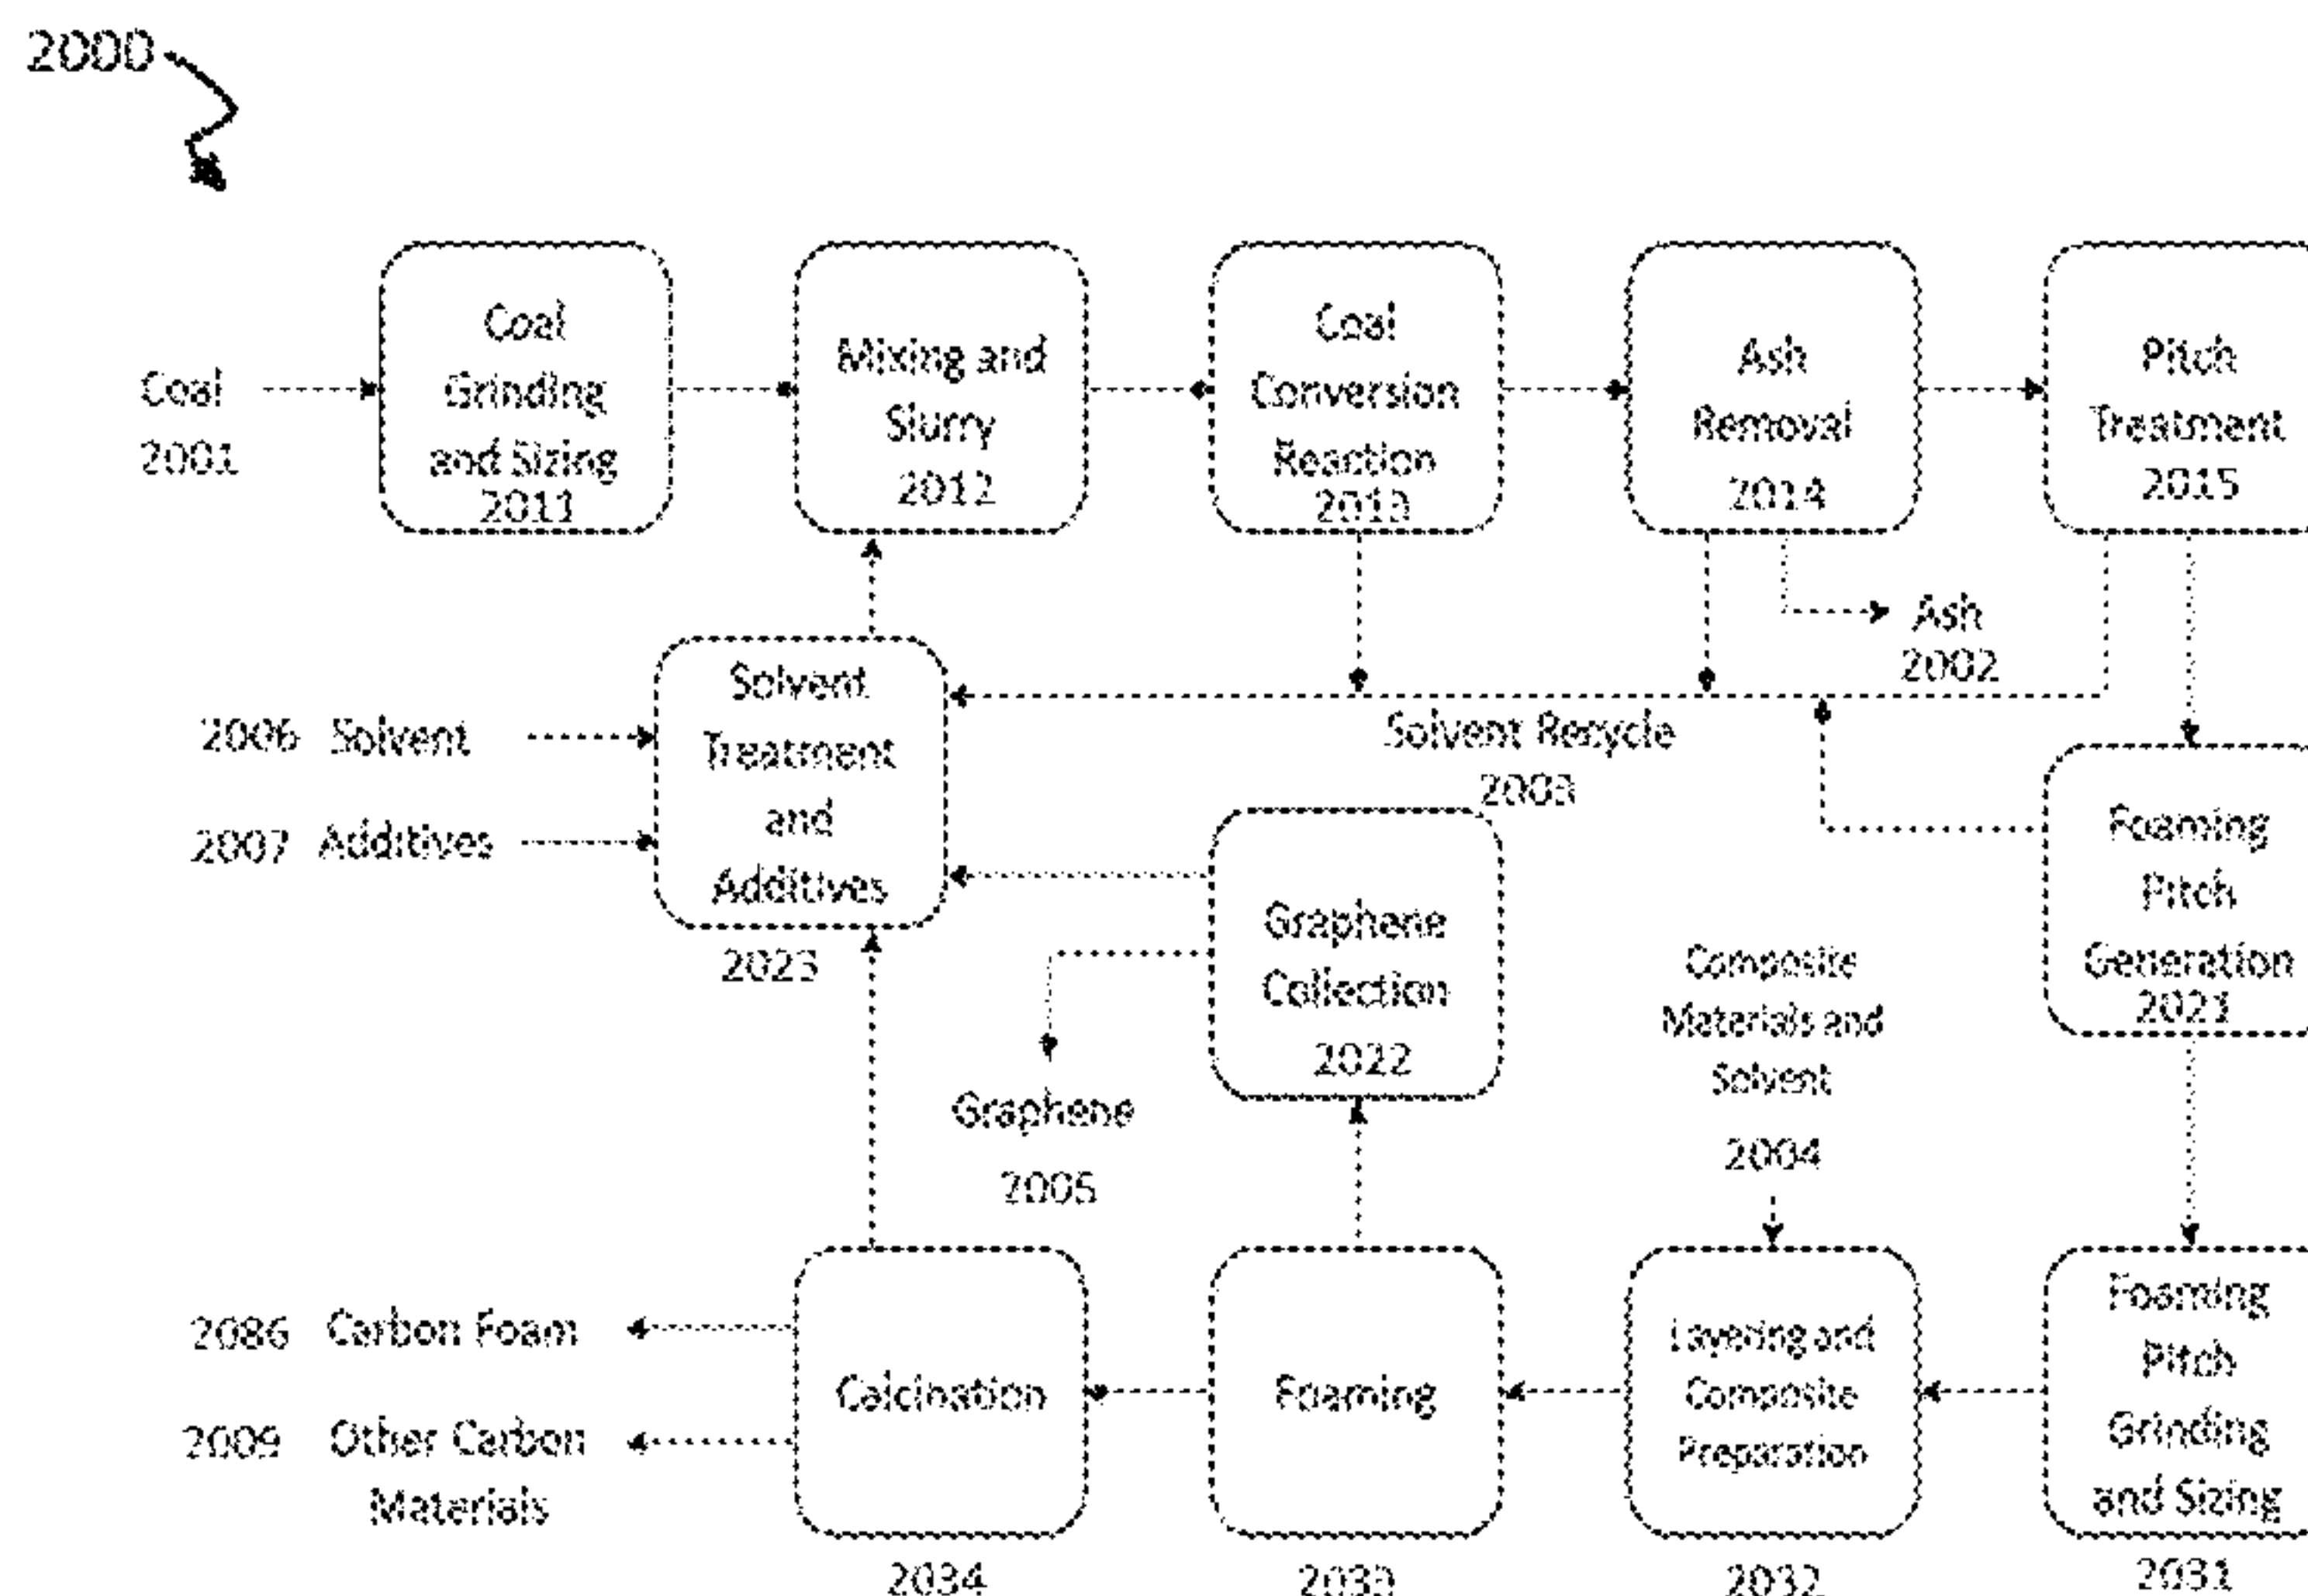 2000
Coal
2001
Coal
Grinding
and Sizing
2011
Mixing and
Slurry
2012
Coal
Conversion
Reaction
2013
Ash
Removal
2014
Pitch
Treatment
2015
Ash
2002
2006 Solvent
2007 Additives
Solvent
Treatment
and
Additives
2023
Solvent Recycle
2003
Graphene
Collection
2022
Graphene
2005
Composite
Materials and
Solvent
2004
Foaming
Pitch
Generation
2021
2086 Carbon Foam
2009 Other Carbon
Materials
Calcination
2034
Foaming
2033
Layering and
Composite
Preparation
2032
Foaming
Pitch
Grinding
and Sizing
2031